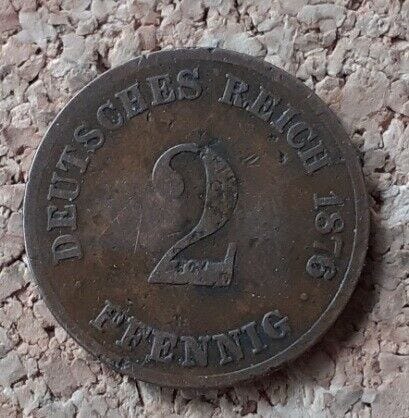 DEUTSCHES REICH 1876
2
PFENNIG